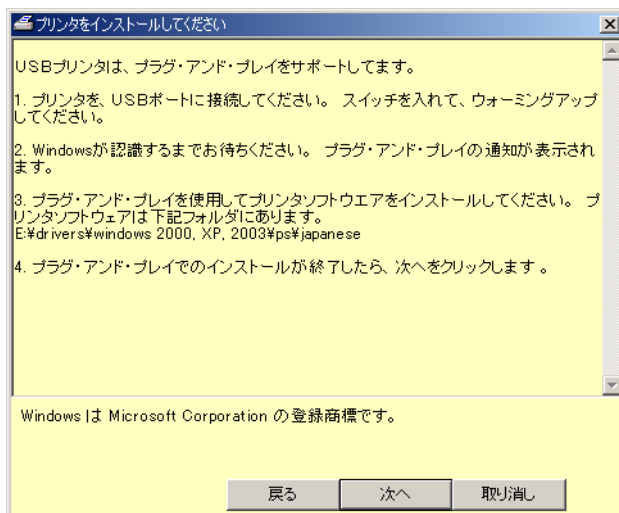 プリンタをインストールしてください
USBプリンタは、プラグ・アンド・プレイをサポートしてます。
1. プリンタを、USBポートに接続してください。 スイッチを入れて、ウォーミングアップ
してください。
2. Windowsが認識するまでお待ちください。 プラグ・アンド・プレイの通知が表示され
ます。
3. プラグ・アンド・プレイを使用してプリンタソフトウエアをインストールしてください。 プ
リンタソフトウェアは下記フォルダにあります。
E:¥drivers¥windows 2000, XP, 2003¥ps¥japanese
4. プラグ・アンド・プレイでのインストールが終了したら、次へをクリックします 。
Windows は Microsoft Corporation の登録商標です。
戻る
次へ
取り消し